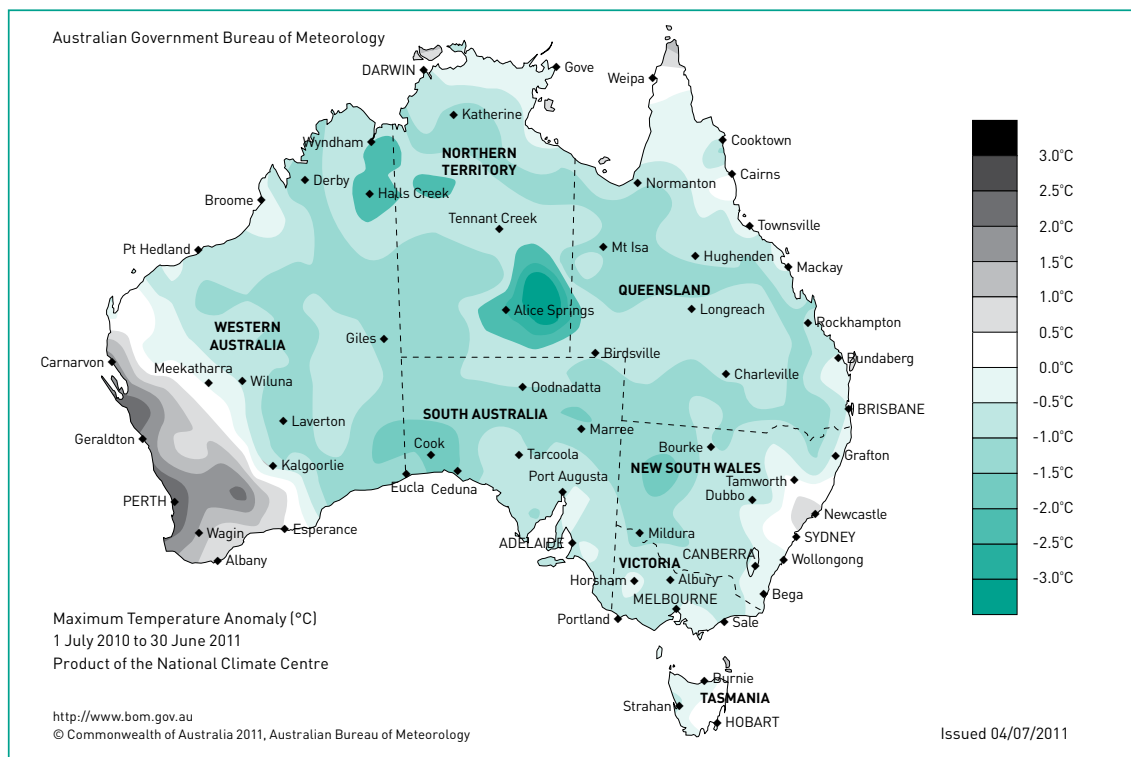 Australian Government Bureau of Meteorology
DARWIN
Gove
Weipa
Katherine
Cooktown
Wyndham
NORTHERN
TERRITORY
3.0°C
Cairns
Derby
Halls Creek
Normanton
2.5°C
Broome
Tennant Creek
Townsville
2.0°C
Pt Hedland
Mt Isa
Hughenden
1.5°C
Mackay
QUEENSLAND
1.0°C
Alice Springs
Longreach
0.5°C
WESTERN
AUSTRALIA
Rockhampton
Giles
Carnarvon
Birdsville
Bundaberg
0.0°C
Meekatharra
Wiluna
Oodnadatta
Charleville
-0.5°C
SOUTH AUSTRALIA
BRISBANE
-1.0°C
Laverton
Marree
Geraldton
Cook
Tarcoola
Bourke
Grafton
-1.5°C
Kalgoorlie
Port Augusta
NEW SOUTH WALES
Eucla
Ceduna
Tamworth
PERTH
Dubbo
-2.0°C
Newcastle
Wagin
Esperance
Mildura
SYDNEY
ADELAIDE
-2.5°C
Albany
VICTORIA
CANBERRA
Wollongong
Horsham
Albury
-3.0°C
MELBOURNE
Bega
Portland
Sale
Maximum Temperature Anomaly (°C)
1 July 2010 to 30 June 2011
Product of the National Climate Centre
Burnie
TASMANIA
Strahan
HOBART
http://www.bom.gov.au
© Commonwealth of Australia 2011, Australian Bureau of Meteorology
Issued 04/07/2011